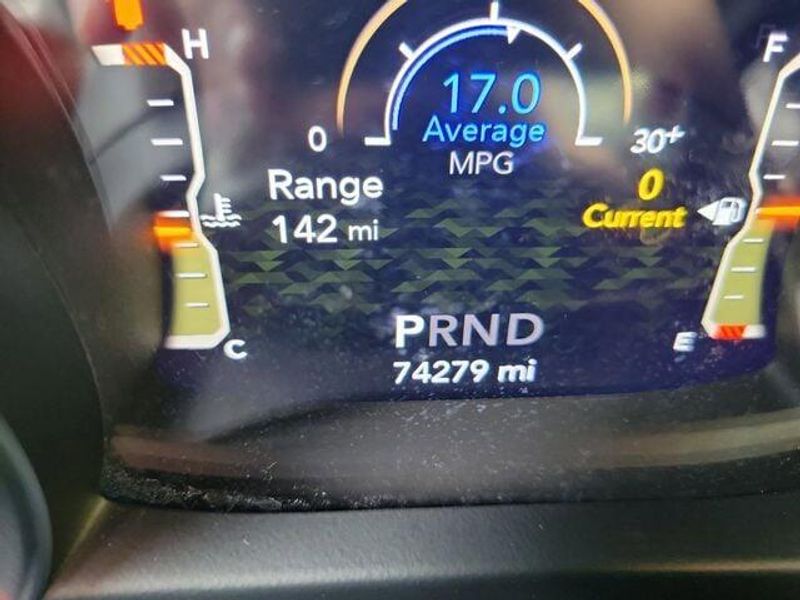 H
F
17.0
Average
MPG
0
30+
Range
142 mi
0
Current
C
PRND
E
74279 mi